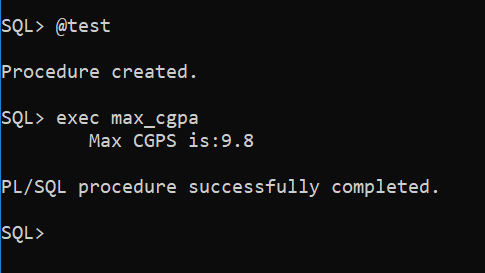 SQL> @test
Procedure created.
SQL> exec max_cgpa
Max CGPS is:9.8
PL/SQL procedure successfully completed.
SQL>